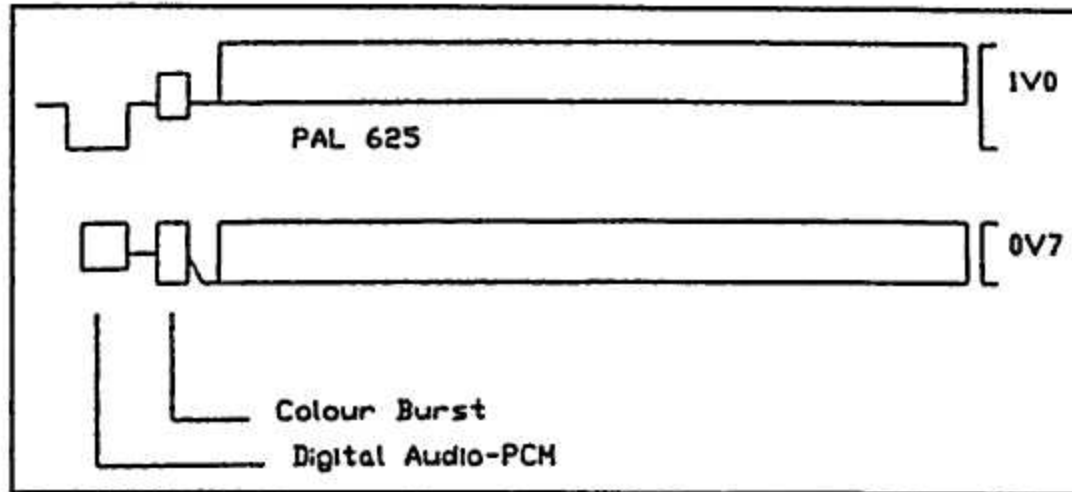 1V0
PAL 625
0V7
Colour Burst
Digital Audio-PCM